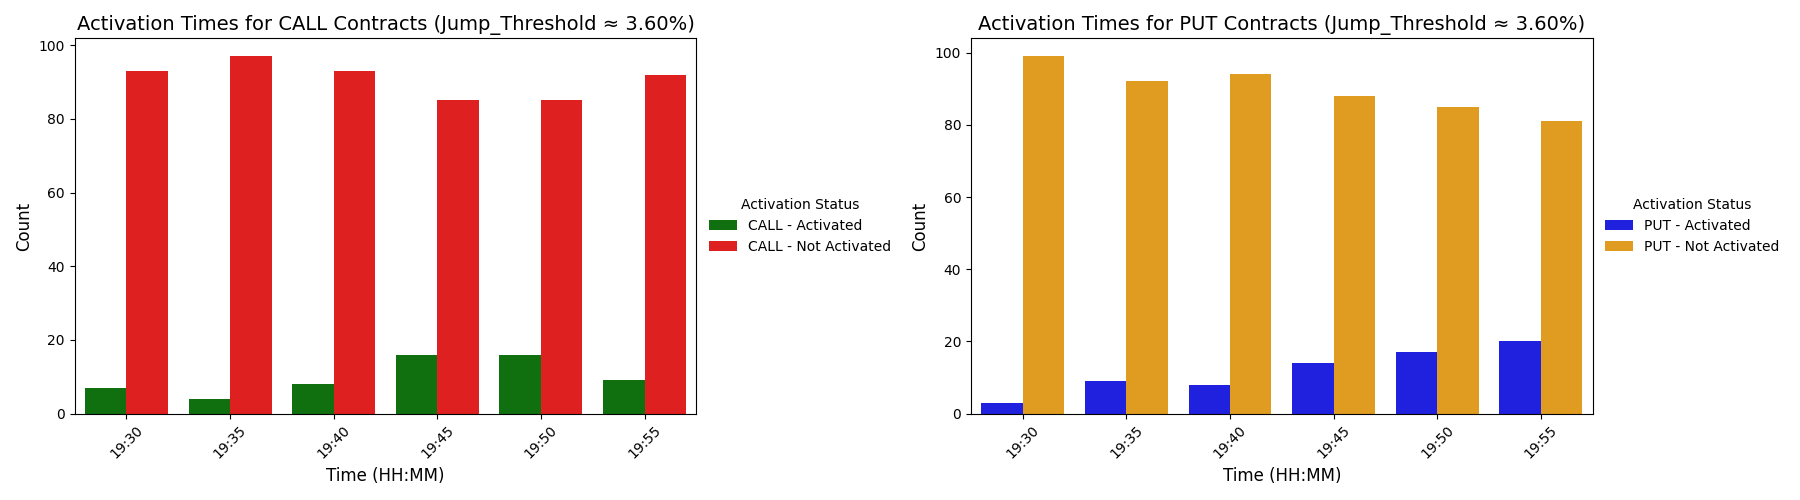 Activation Times for CALL Contracts (Jump_Threshold ≈ 3.60%)
Count
100
80
60
40
20
0
19:30
19:35
19:40
19:45
19:50
19:55
Time (HH:MM)
Activation Status
CALL - Activated
CALL - Not Activated
Activation Times for PUT Contracts (Jump_Threshold ≈ 3.60%)
Count
100
80
60
40
20
0
19:30
19:35
19:40
19:45
19:50
19:55
Time (HH:MM)
Activation Status
PUT - Activated
PUT - Not Activated